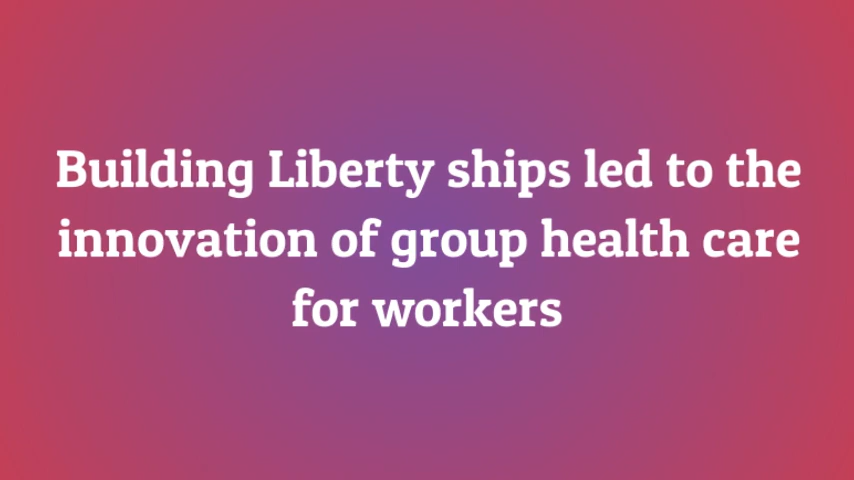 Building Liberty ships led to the
innovation of group health care
for workers